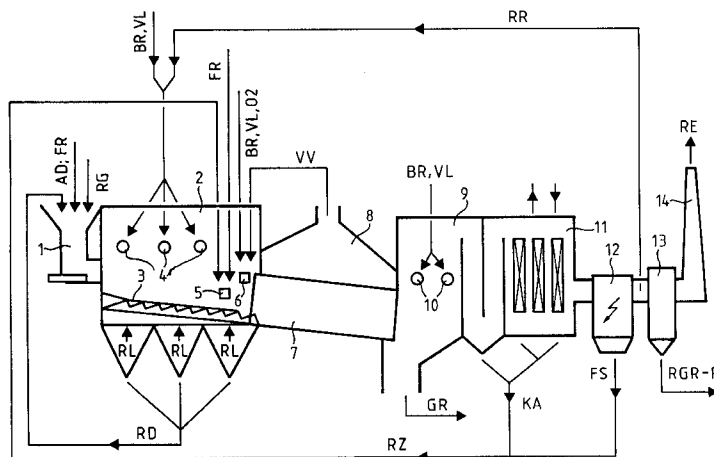 BR,VL
RR
FR
BR,VL,O2
AD; FR
RG
VV
BR,VL
RE
1
2
3
4
5
6
7
8
9
10
11
12
13
14
RL
RL
RL
GR
KA
FS
RGR-
RD
RZ